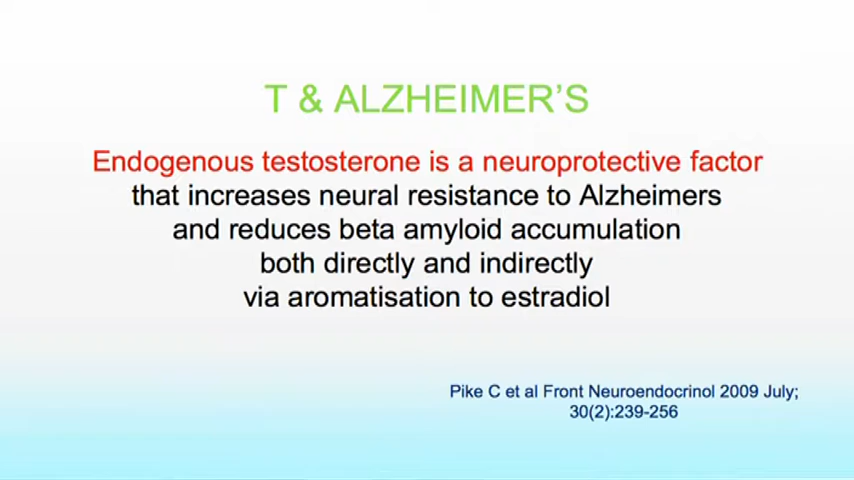 T & ALZHEIMER'S
Endogenous testosterone is a neuroprotective factor
that increases neural resistance to Alzheimers
and reduces beta amyloid accumulation
both directly and indirectly
via aromatisation to estradiol
Pike C et al Front Neuroendocrinol 2009 July;
30(2):239-256